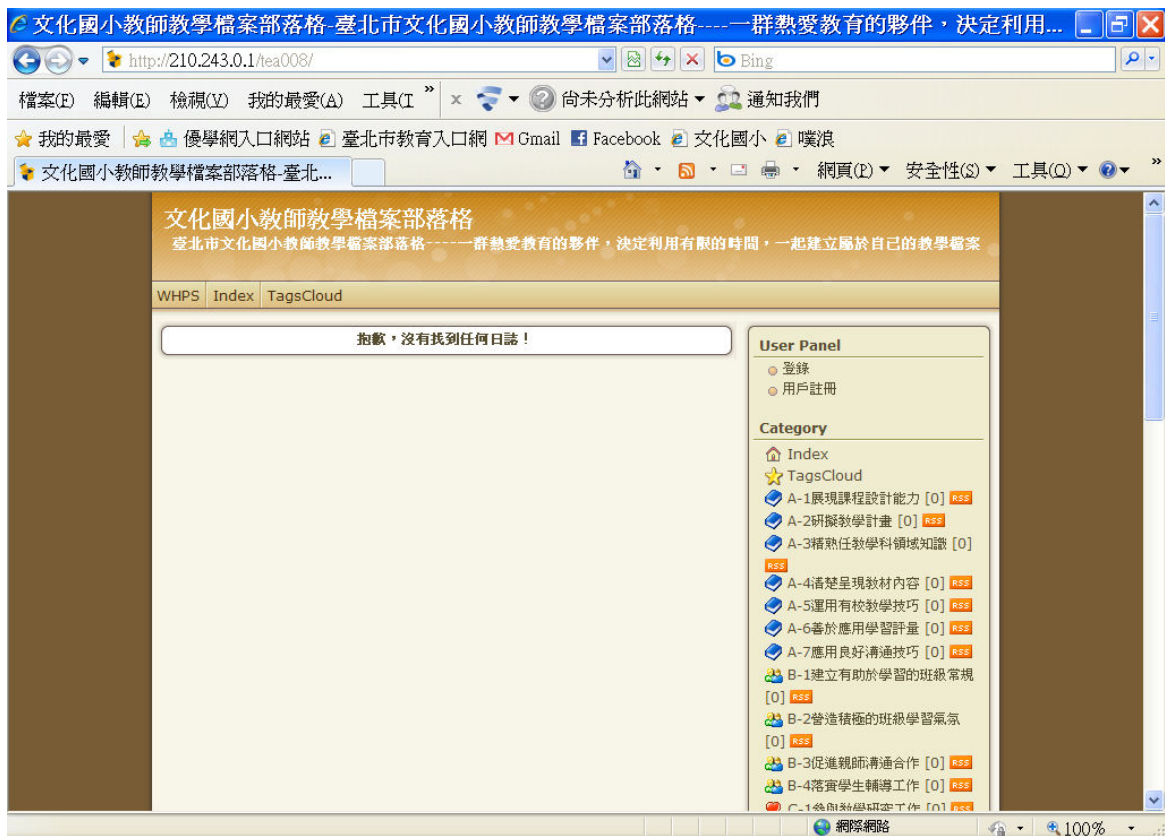 文化國小教師教學檔案部落格-臺北市文化國小教師教學檔案部落格----一群熱愛教育的夥伴，決定利用...
http://210.243.0.1/tea008/
Bing
檔案(F) 編輯(E) 檢視(V) 我的最愛(A) 工具(T » x 尚未分析此網站 通知我們
我的最愛 優學網入口網站 臺北市教育入口網 Gmail Facebook 文化國小 噗浪
文化國小教師教學檔案部落格-臺北... 網頁(P) 安全性(S) 工具(O) »
文化國小教師教學檔案部落格
臺北市文化國小教師教學檔案部落格----一群熱愛教育的夥伴，決定利用有限的時間，一起建立屬於自己的教學檔案
WHPS Index TagsCloud
抱歉，沒有找到任何日誌！
User Panel
登錄
用戶註冊
Category
Index
TagsCloud
A-1展現課程設計能力 [0] RSS
A-2研擬教學計畫 [0] RSS
A-3精熟任教學科領域知識 [0]
RSS
A-4清楚呈現教材內容 [0] RSS
A-5運用有校教學技巧 [0] RSS
A-6善於應用學習評量 [0] RSS
A-7應用良好溝通技巧 [0] RSS
B-1建立有助於學習的班級常規
[0] RSS
B-2營造積極的班級學習氣氛
[0] RSS
B-3促進親師溝通合作 [0] RSS
B-4落實學生輔導工作 [0] RSS
C-1參與教學研究工作 [0] RSS
網際網路 100%